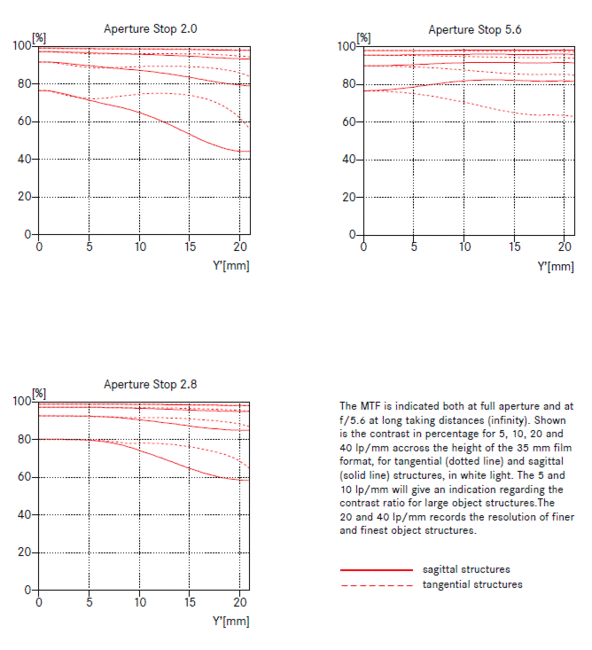 Aperture Stop 2.0
[%]
100
80
60
40
20
0
0 5 10 15 20
Y'[mm]
Aperture Stop 5.6
[%]
100
80
60
40
20
0
0 5 10 15 20
Y'[mm]
Aperture Stop 2.8
[%]
100
80
60
40
20
0
0 5 10 15 20
Y'[mm]
The MTF is indicated both at full aperture and at
f/5.6 at long taking distances (infinity). Shown
is the contrast in percentage for 5, 10, 20 and
40 lp/mm accross the height of the 35 mm film
format, for tangential (dotted line) and sagittal
(solid line) structures, in white light. The 5 and
10 lp/mm will give an indication regarding the
contrast ratio for large object structures.The
20 and 40 lp/mm records the resolution of finer
and finest object structures.
sagittal structures
tangential structures